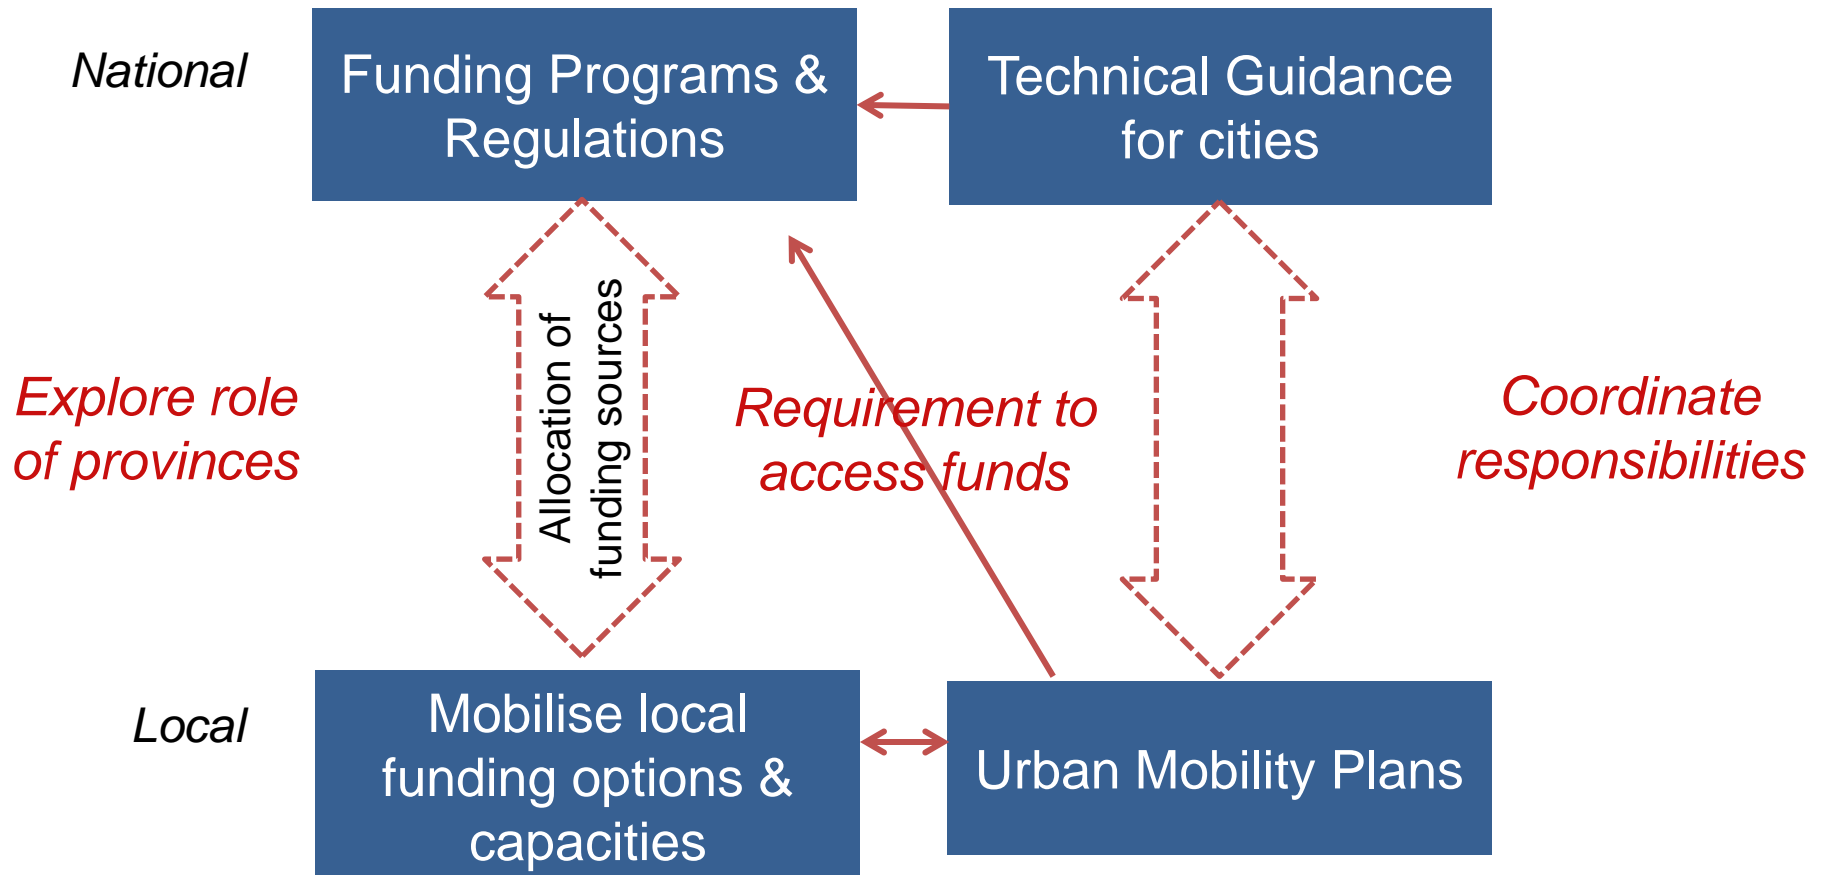 National
Funding Programs &
Regulations
Technical Guidance
for cities
Explore role
of provinces
Allocation of
funding sources
Requirement to
access funds
Coordinate
responsibilities
Local
Mobilise local
funding options &
capacities
Urban Mobility Plans